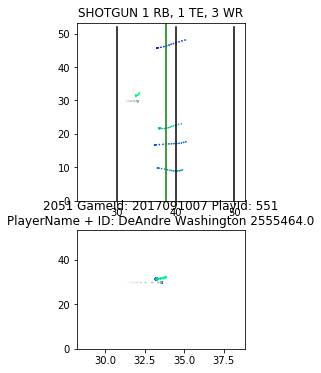 SHOTGUN 1 RB, 1 TE, 3 WR
50
40
30
20
10
0
30 40 50
2051 GameId: 2017091007 PlayId: 551
PlayerName + ID: DeAndre Washington 2555464.0
40
20
0
30.0 32.5 35.0 37.5